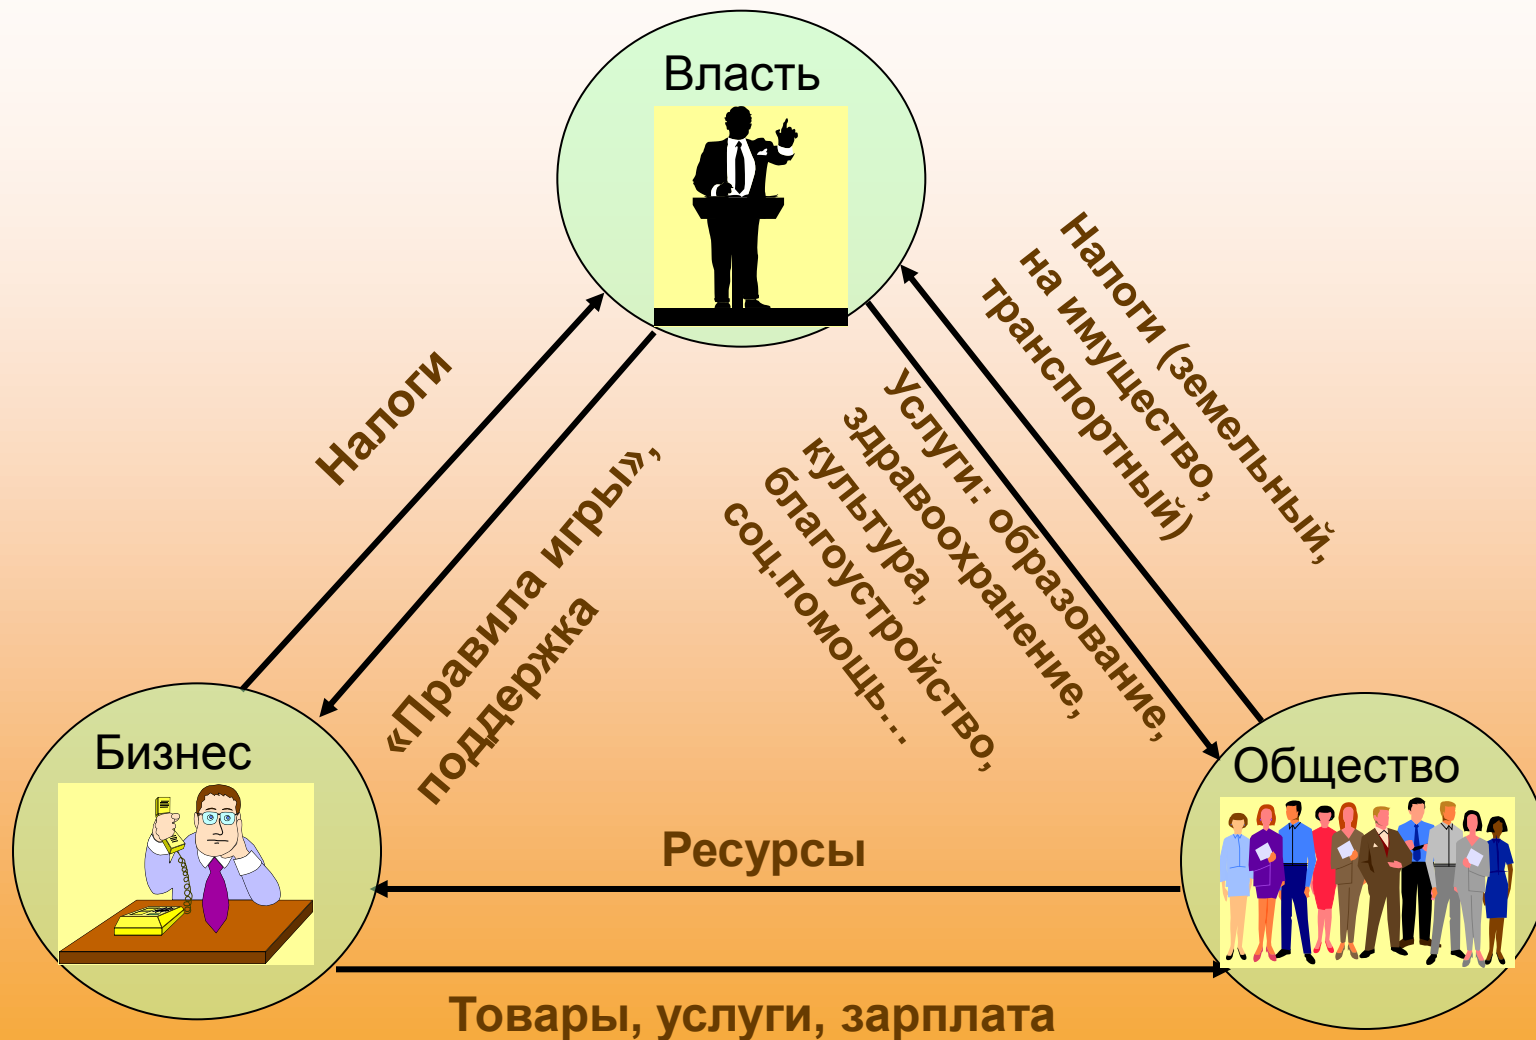 Власть
Налоги
«Правила игры»,
поддержка
Услуги: образование,
здравоохранение,
культура,
благоустройство,
соц.помощь…
Налоги (земельный,
на имущество,
транспортный)
Бизнес
Общество
Ресурсы
Товары, услуги, зарплата